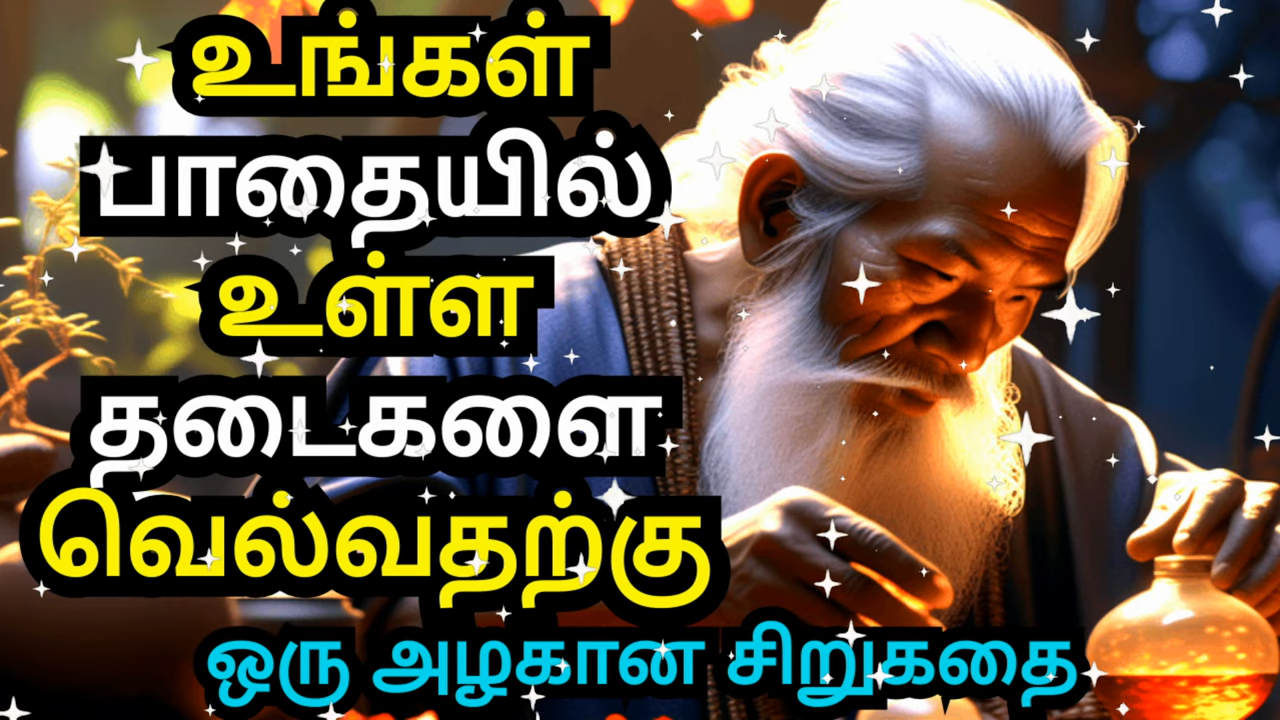 உங்கள்
பாதையில்
உள்ள
தடைகளை
வெல்வதற்கு
ஒரு அழகான சிறுகதை